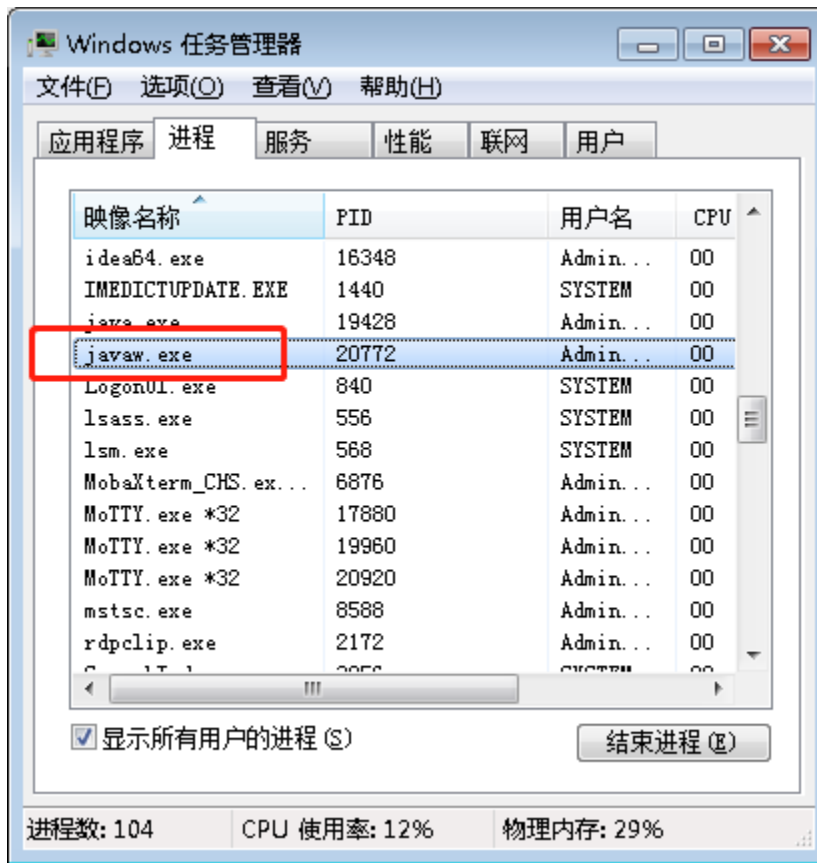 Windows 任务管理器
文件(F) 选项(O) 查看(V) 帮助(H)
应用程序 进程 服务 性能 联网 用户
映像名称 PID 用户名 CPU
idea64.exe 16348 Admin... 00
IMEDICTUPDATE.EXE 1440 SYSTEM 00
java.exe 19428 Admin... 00
javaw.exe 20772 Admin... 00
LogonUI.exe 840 SYSTEM 00
lsass.exe 556 SYSTEM 00
lsm.exe 568 SYSTEM 00
MobaXterm_CHS.ex... 6876 Admin... 00
MoTTY.exe *32 17880 Admin... 00
MoTTY.exe *32 19960 Admin... 00
MoTTY.exe *32 20920 Admin... 00
mstsc.exe 8588 Admin... 00
rdpclip.exe 2172 Admin... 00
SYSTEM 00
显示所有用户的进程(S) 结束进程(E)
进程数: 104 CPU 使用率: 12% 物理内存: 29%